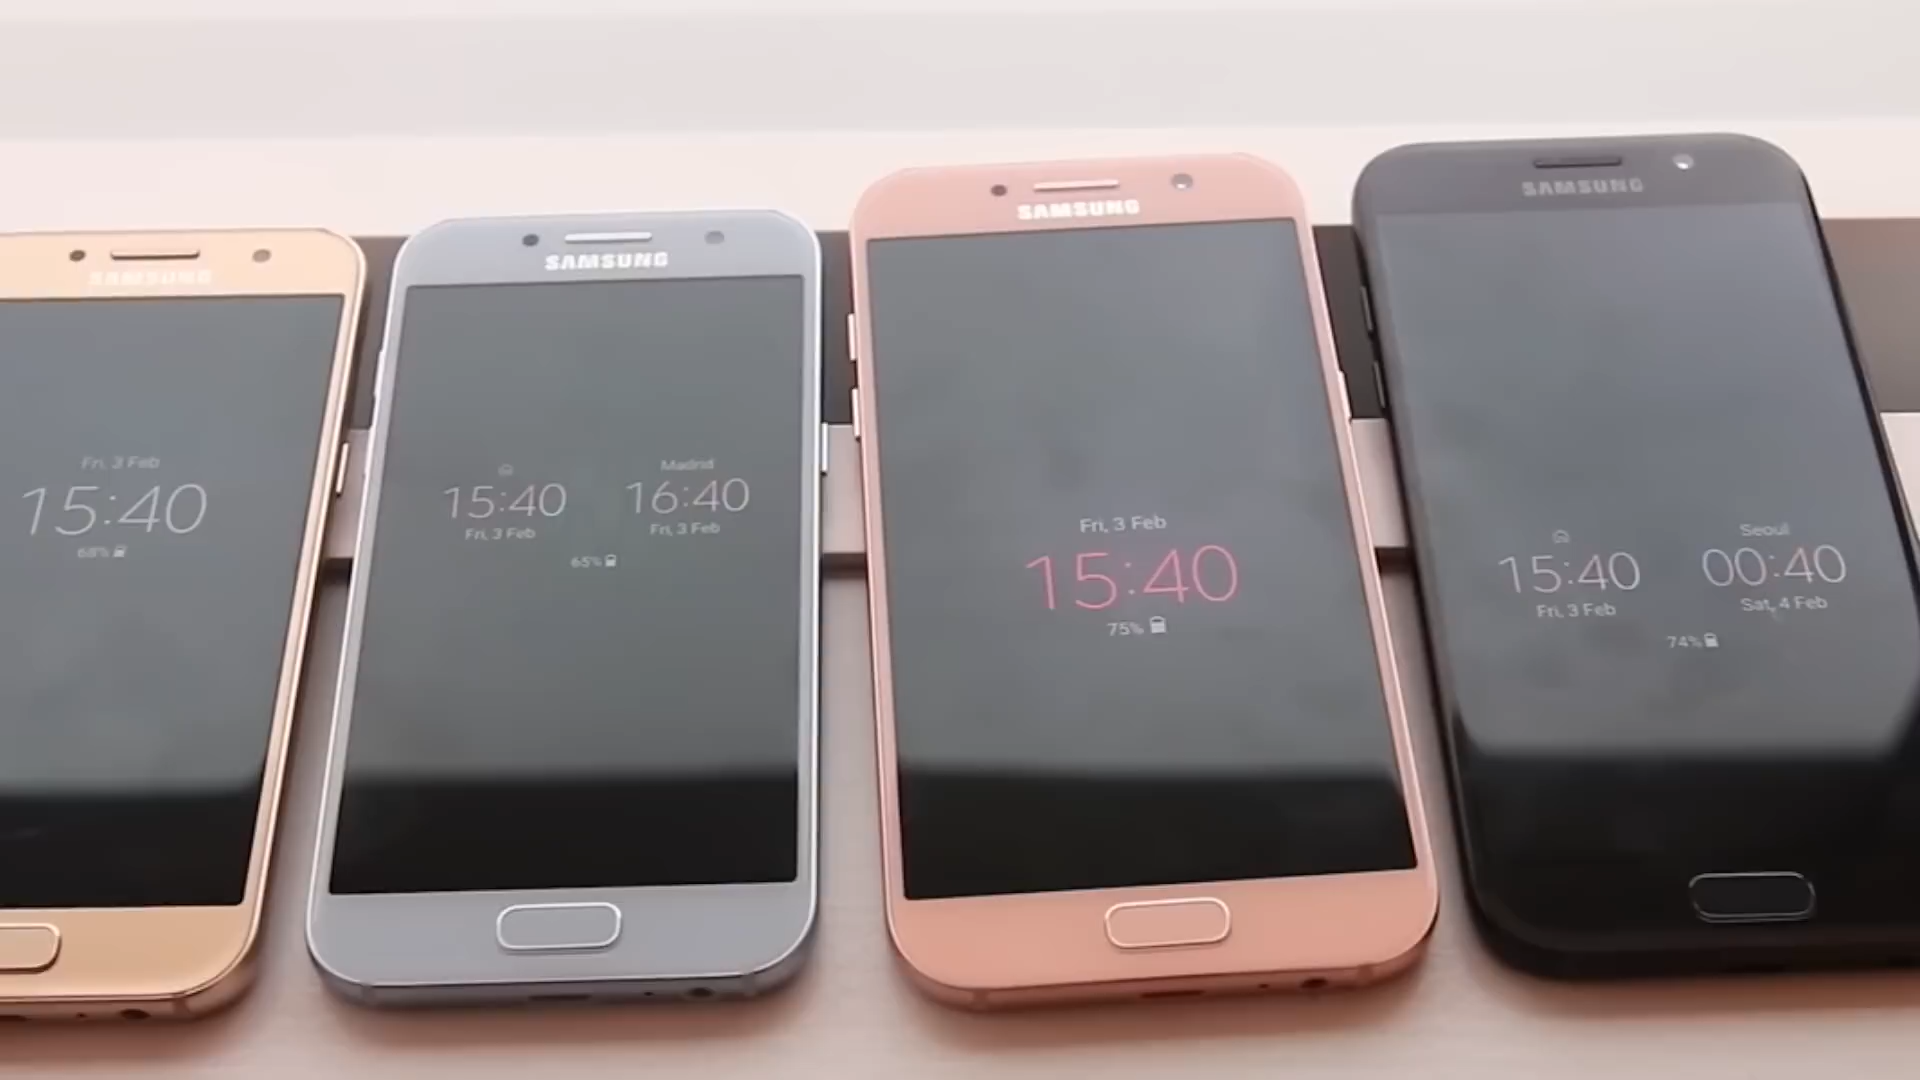 SAMSUNG
Fri, 3 Feb
15:40
68%
SAMSUNG
15:40
Fri, 3 Feb
Madrid
16:40
Fri, 3 Feb
65%
SAMSUNG
Fri, 3 Feb
15:40
75%
SAMSUNG
15:40
Fri, 3 Feb
Seoul
00:40
Sat, 4 Feb
74%